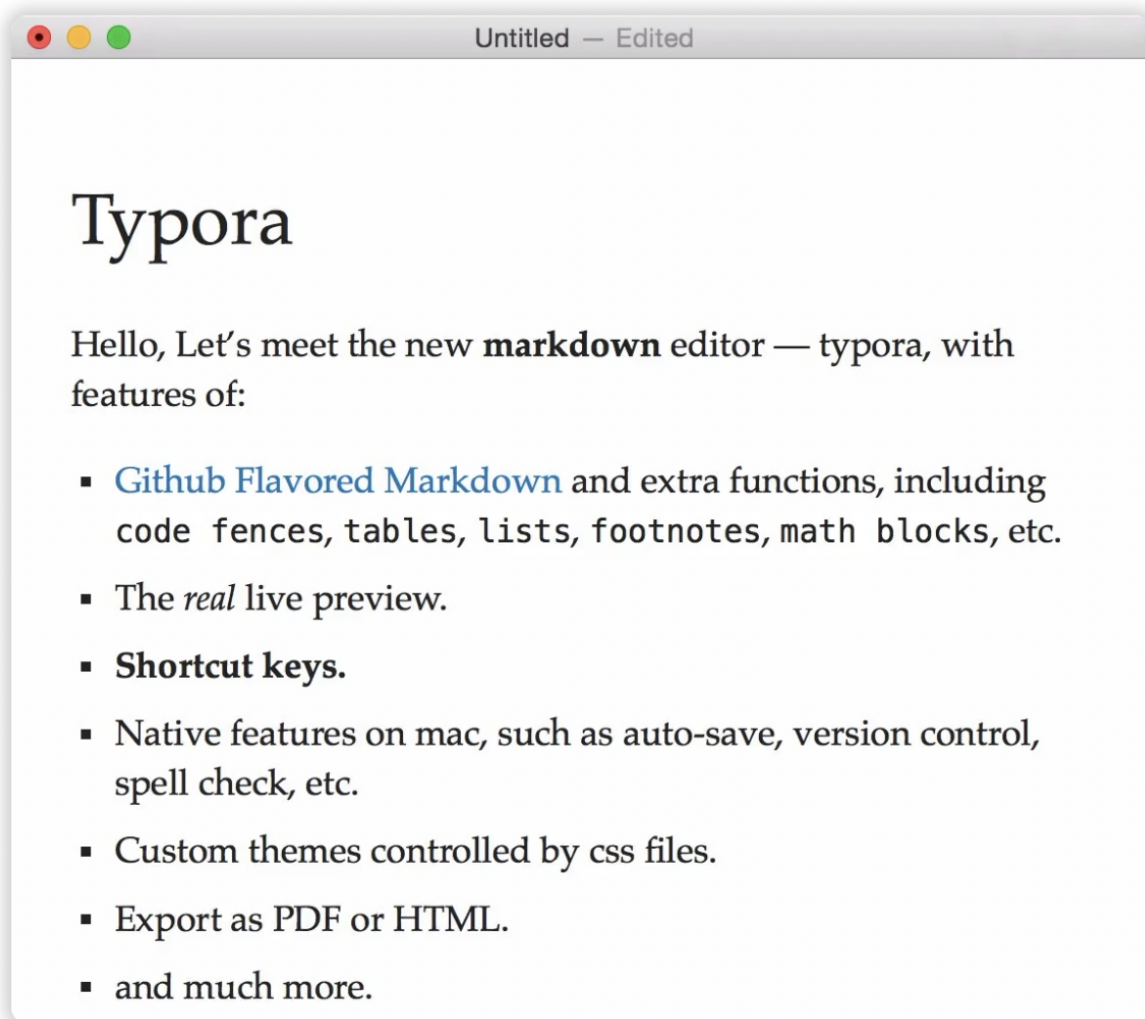 Untitled — Edited
Typora
Hello, Let's meet the new markdown editor — typora, with
features of:
▪ Github Flavored Markdown and extra functions, including
code fences, tables, lists, footnotes, math blocks, etc.
▪ The real live preview.
▪ Shortcut keys.
▪ Native features on mac, such as auto-save, version control,
spell check, etc.
▪ Custom themes controlled by css files.
▪ Export as PDF or HTML.
▪ and much more.